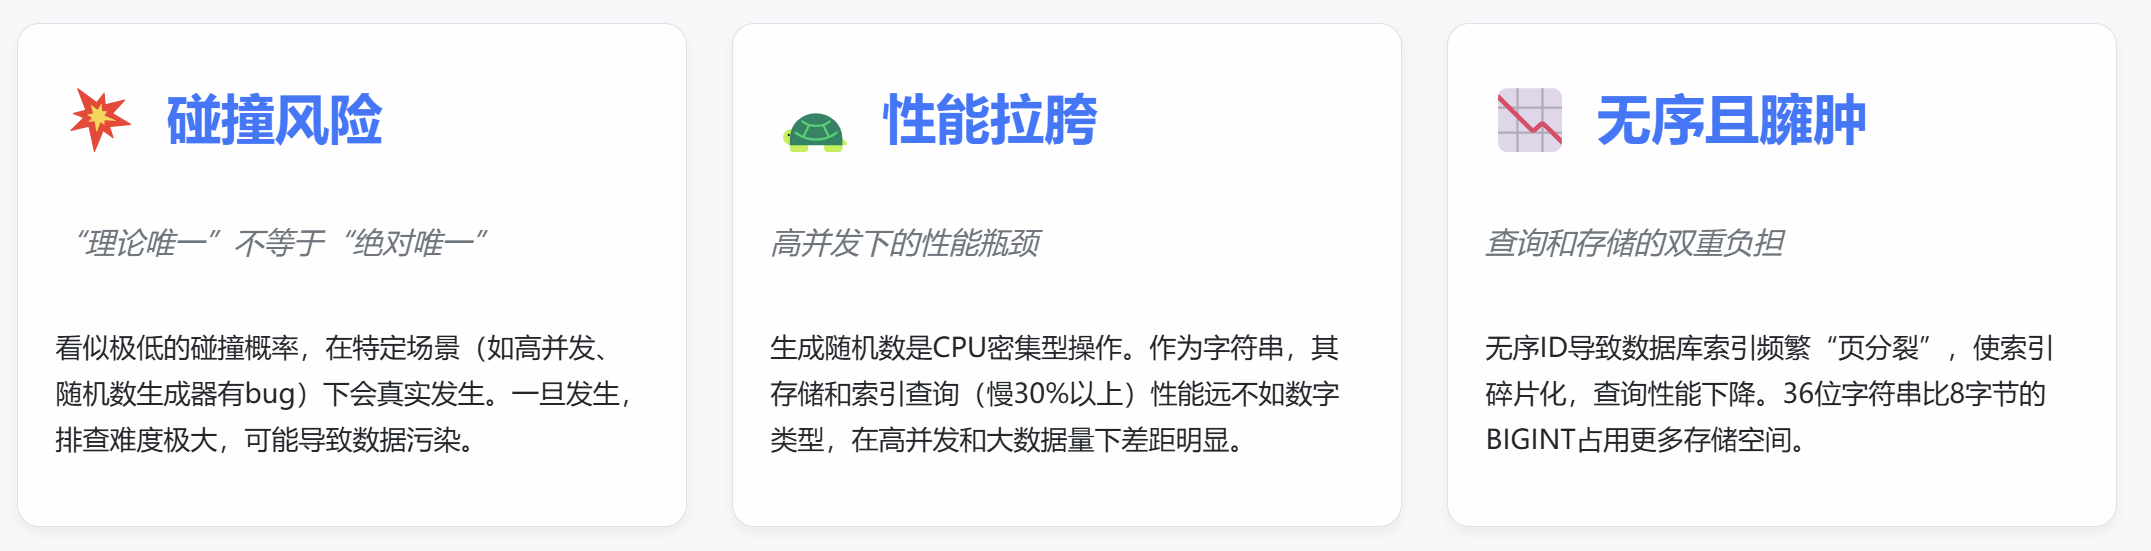 碰撞风险
“理论唯一”不等于“绝对唯一”
看似极低的碰撞概率，在特定场景（如高并发、
随机数生成器有bug）下会真实发生。一旦发生，
排查难度极大，可能导致数据污染。
性能拉胯
高并发下的性能瓶颈
生成随机数是CPU密集型操作。作为字符串，其
存储和索引查询（慢30%以上）性能远不如数字
类型，在高并发和大数据量下差距明显。
无序且臃肿
查询和存储的双重负担
无序ID导致数据库索引频繁“页分裂”，使索引
碎片化，查询性能下降。36位字符串比8字节的
BIGINT占用更多存储空间。